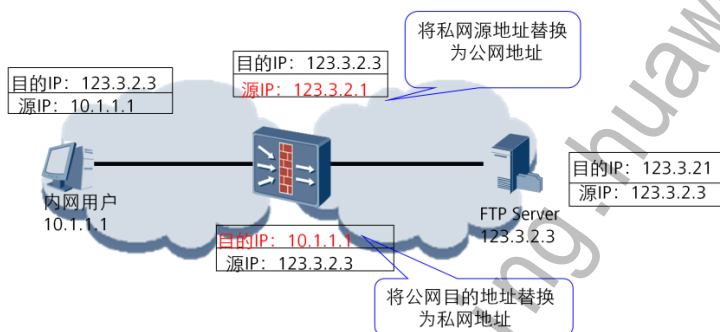 将私网源地址替换
为公网地址
目的IP：123.3.2.3
源IP：123.3.2.1
目的IP：123.3.2.3
源IP：10.1.1.1
目的IP：123.3.21
源IP：123.3.2.3
内网用户
10.1.1.1
FTP Server
123.3.2.3
目的IP：10.1.1.1
源IP：123.3.2.3
将公网目的地址替换
为私网地址
ing.huaw